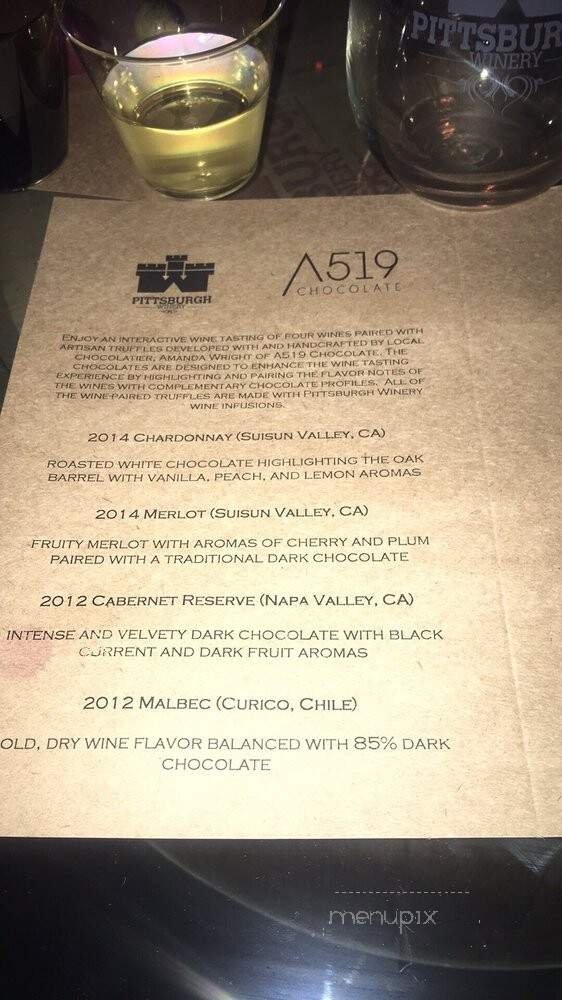 PITTSBUR
WINERY
PITTSBURGH
WINERY
A519
CHOCOLATE
ENJOY AN INTERACTIVE WINE TASTING OF FOUR WINES PAIRED WITH
ARTISAN TRUFFLES DEVELOPED WITH AND HANDCRAFTED BY LOCAL
CHOCOLATIER, AMANDA WRIGHT OF A519 CHOCOLATE. THE
CHOCOLATES ARE DESIGNED TO ENHANCE THE WINE TASTING
EXPERIENCE BY HIGHLIGHTING AND PAIRING THE FLAVOR NOTES OF
THE WINES WITH COMPLEMENTARY CHOCOLATE PROFILES. ALL OF
THE WINE-PAIRED TRUFFLES ARE MADE WITH PITTSBURGH WINERY
WINE INFUSIONS.
2014 CHARDONNAY (SUISUN VALLEY, CA)
ROASTED WHITE CHOCOLATE HIGHLIGHTING THE OAK
BARREL WITH VANILLA, PEACH, AND LEMON AROMAS
2014 MERLOT (SUISUN VALLEY, CA)
FRUITY MERLOT WITH AROMAS OF CHERRY AND PLUM
PAIRED WITH A TRADITIONAL DARK CHOCOLATE
2012 CABERNET RESERVE (NAPA VALLEY, CA)
INTENSE AND VELVETY DARK CHOCOLATE WITH BLACK
CURRENT AND DARK FRUIT AROMAS
2012 MALBEC (CURICO, CHILE)
OLD, DRY WINE FLAVOR BALANCED WITH 85% DARK
CHOCOLATE
menupix